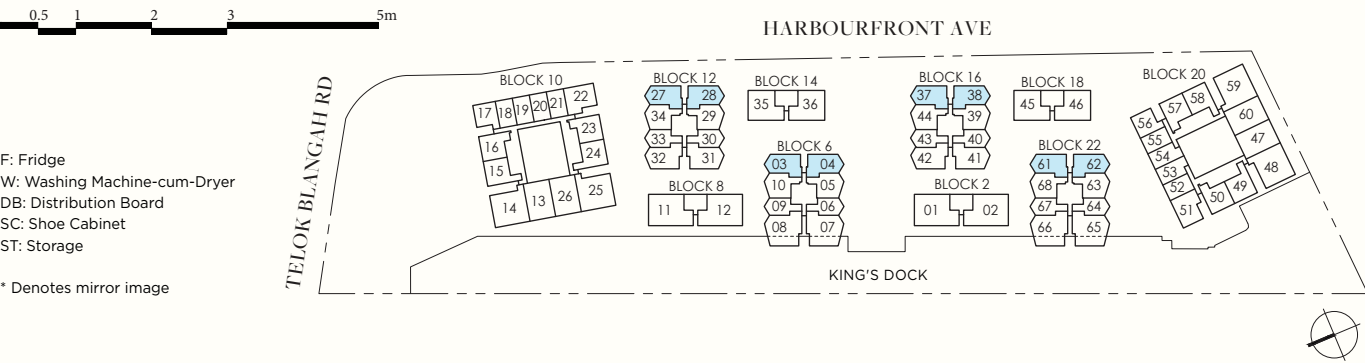 0.5 1 2 3 5m
HARBOURFRONT AVE
TELOK BLANGAH RD
F: Fridge
W: Washing Machine-cum-Dryer
DB: Distribution Board
SC: Shoe Cabinet
ST: Storage
* Denotes mirror image
BLOCK 10
17 18 19 20 21 22
16 23
15 24
14 13 26 25
BLOCK 12
27 28
34 29
33 30
32 31
BLOCK 14
35 36
BLOCK 8
11 12
BLOCK 6
03 04
10 05
09 06
08 07
BLOCK 16
37 38
44 39
43 40
42 41
BLOCK 18
45 46
BLOCK 2
01 02
BLOCK 22
61 62
68 63
67 64
66 65
BLOCK 20
56 57 58 59
55 60
54 47
53 48
52 49
51 50
KING'S DOCK